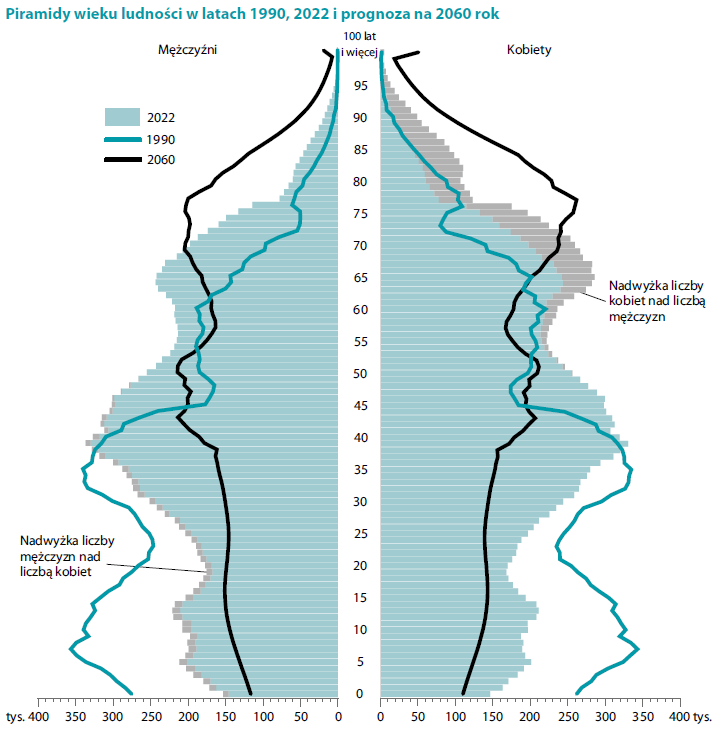 Piramidy wieku ludności w latach 1990, 2022 i prognoza na 2060 rok
Mężczyźni
100 lat
i więcej
Kobiety
2022
1990
2060
95
90
85
80
75
70
65
60
55
50
45
40
35
30
25
20
15
10
5
0
Nadwyżka liczby
kobiet nad liczbą
mężczyzn
Nadwyżka liczby
mężczyzn nad
liczbą kobiet
tys. 400 350 300 250 200 150 100 50 0
0 50 100 150 200 250 300 350 400 tys.